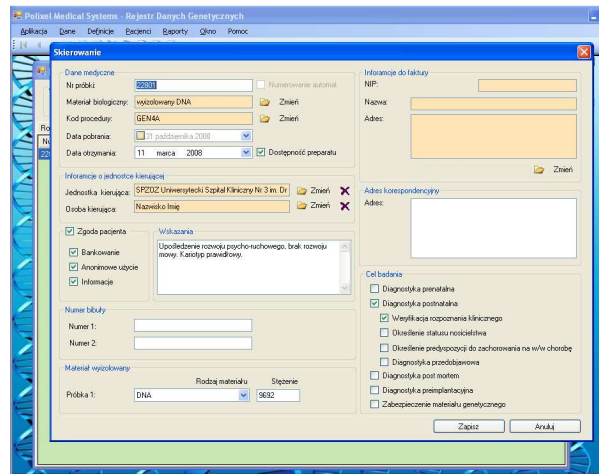 Polixel Medical Systems - Rejestr Danych Genetycznych
Aplikacja Dane Definicje Pacjenci Raporty Okno Pomoc
Skierowanie
Dane medyczne
Nr próbki: 22801 Numerowanie automat.
Materiał biologiczny: wyizolowany DNA Zmień
Kod procedury: GEN4A Zmień
Data pobrania: 31 października 2008
Data otrzymania: 11 marca 2008 Dostępność preparatu
Inforamcje o jednostce kierującej
Jednostka kierująca: SPZOZ Uniwersytecki Szpital Kliniczny Nr 3 im. Dr Zmień
Osoba kierująca: Nazwisko Imię Zmień
Zgoda pacjenta
Bankowanie
Anonimowe użycie
Informacje
Wskazania
Upośledzenie rozwoju psycho-ruchowego, brak rozwoju
mowy. Kariotyp prawidłowy.
Numer bibuły
Numer 1:
Numer 2:
Materiał wyizolowany
Rodzaj materiału Stężenie
Próbka 1: DNA 9692
Inforamcje do faktury
NIP:
Nazwa:
Adres:
Zmień
Adres korespondencyjny
Adres:
Cel badania
Diagnostyka prenatalna
Diagnostyka postnatalna
Weryfikacja rozpoznania klinicznego
Określenie statusu nosicielstwa
Określenie predyspozycji do zachorowania na w/w chorobę
Diagnostyka przedobjawowa
Diagnostyka post mortem
Diagnostyka preimplantacyjna
Zabezpieczenie materiału genetycznego
Zapisz Anuluj